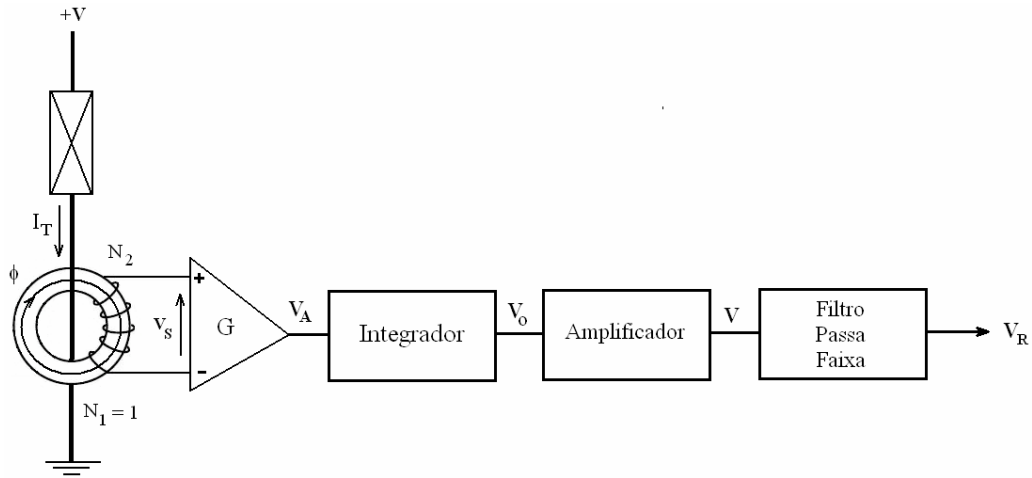 +V
I_T
N_2
ϕ
v_S
+
G
-
V_A
Integrador
V_o
Amplificador
V
Filtro
Passa
Faixa
V_R
N_1 = 1